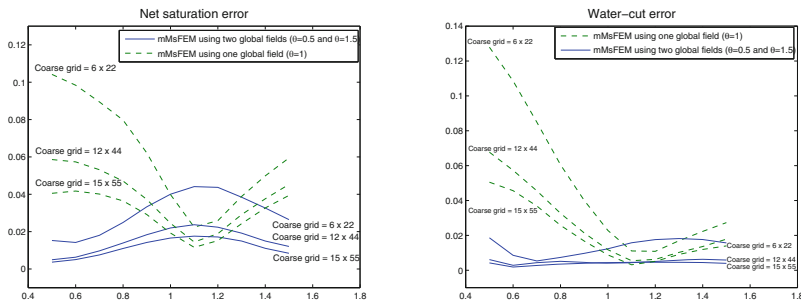 Net saturation error
mMsFEM using two global fields (θ=0.5 and θ=1.5)
mMsFEM using one global field (θ=1)
0.12
0.1
0.08
0.06
0.04
0.02
0
Coarse grid = 6 x 22
Coarse grid = 12 x 44
Coarse grid = 15 x 55
Coarse grid = 6 x 22
Coarse grid = 12 x 44
Coarse grid = 15 x 55
0.4 0.6 0.8 1 1.2 1.4 1.6 1.8
Water-cut error
mMsFEM using one global field (θ=1)
mMsFEM using two global fields (θ=0.5 and θ=1.5)
0.14
0.12
0.1
0.08
0.06
0.04
0.02
0
Coarse grid = 6 x 22
Coarse grid = 12 x 44
Coarse grid = 15 x 55
Coarse grid = 6 x 22
Coarse grid = 12 x 44
Coarse grid = 15 x 55
0.4 0.6 0.8 1 1.2 1.4 1.6 1.8